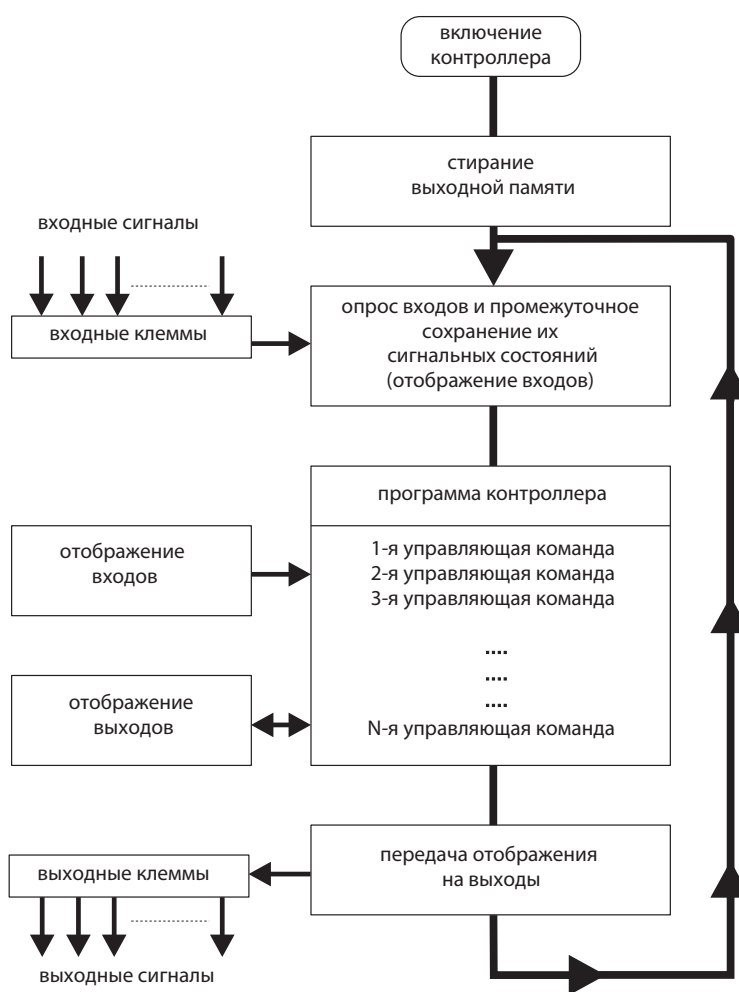 включение
контроллера
стирание
выходной памяти
входные сигналы
входные клеммы
опрос входов и промежуточное
сохранение их
сигнальных состояний
(отображение входов)
программа контроллера
отображение
входов
1-я управляющая команда
2-я управляющая команда
3-я управляющая команда
....
....
....
N-я управляющая команда
отображение
выходов
передача отображения
на выходы
выходные клеммы
выходные сигналы